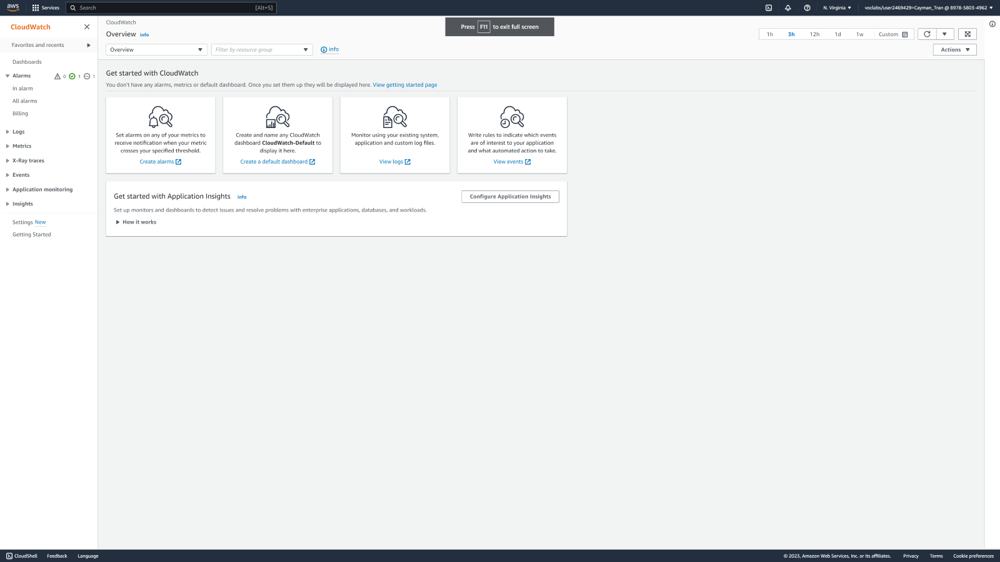 aws
Services
Search
[Alt+S]
N. Virginia
voclabs/user2469429=Cayman_Tran @ 8978-5803-4962
CloudWatch
Favorites and recents
Dashboards
Alarms
0
1
1
In alarm
All alarms
Billing
Logs
Metrics
X-Ray traces
Events
Application monitoring
Insights
Settings New
Getting Started
CloudWatch
Overview info
Press F11 to exit full screen
1h
3h
12h
1d
1w
Custom
Overview
Filter by resource group
info
Actions
Get started with CloudWatch
You don't have any alarms, metrics or default dashboard. Once you set them up they will be displayed here. View getting started page
Set alarms on any of your metrics to
receive notification when your metric
crosses your specified threshold.
Create alarms
Create and name any CloudWatch
dashboard CloudWatch-Default to
display it here.
Create a default dashboard
Monitor using your existing system,
application and custom log files.
View logs
Write rules to indicate which events
are of interest to your application
and what automated action to take.
View events
Get started with Application Insights info
Configure Application Insights
Set up monitors and dashboards to detect issues and resolve problems with enterprise applications, databases, and workloads.
How it works
CloudShell
Feedback
Language
© 2023, Amazon Web Services, Inc. or its affiliates.
Privacy
Terms
Cookie preferences